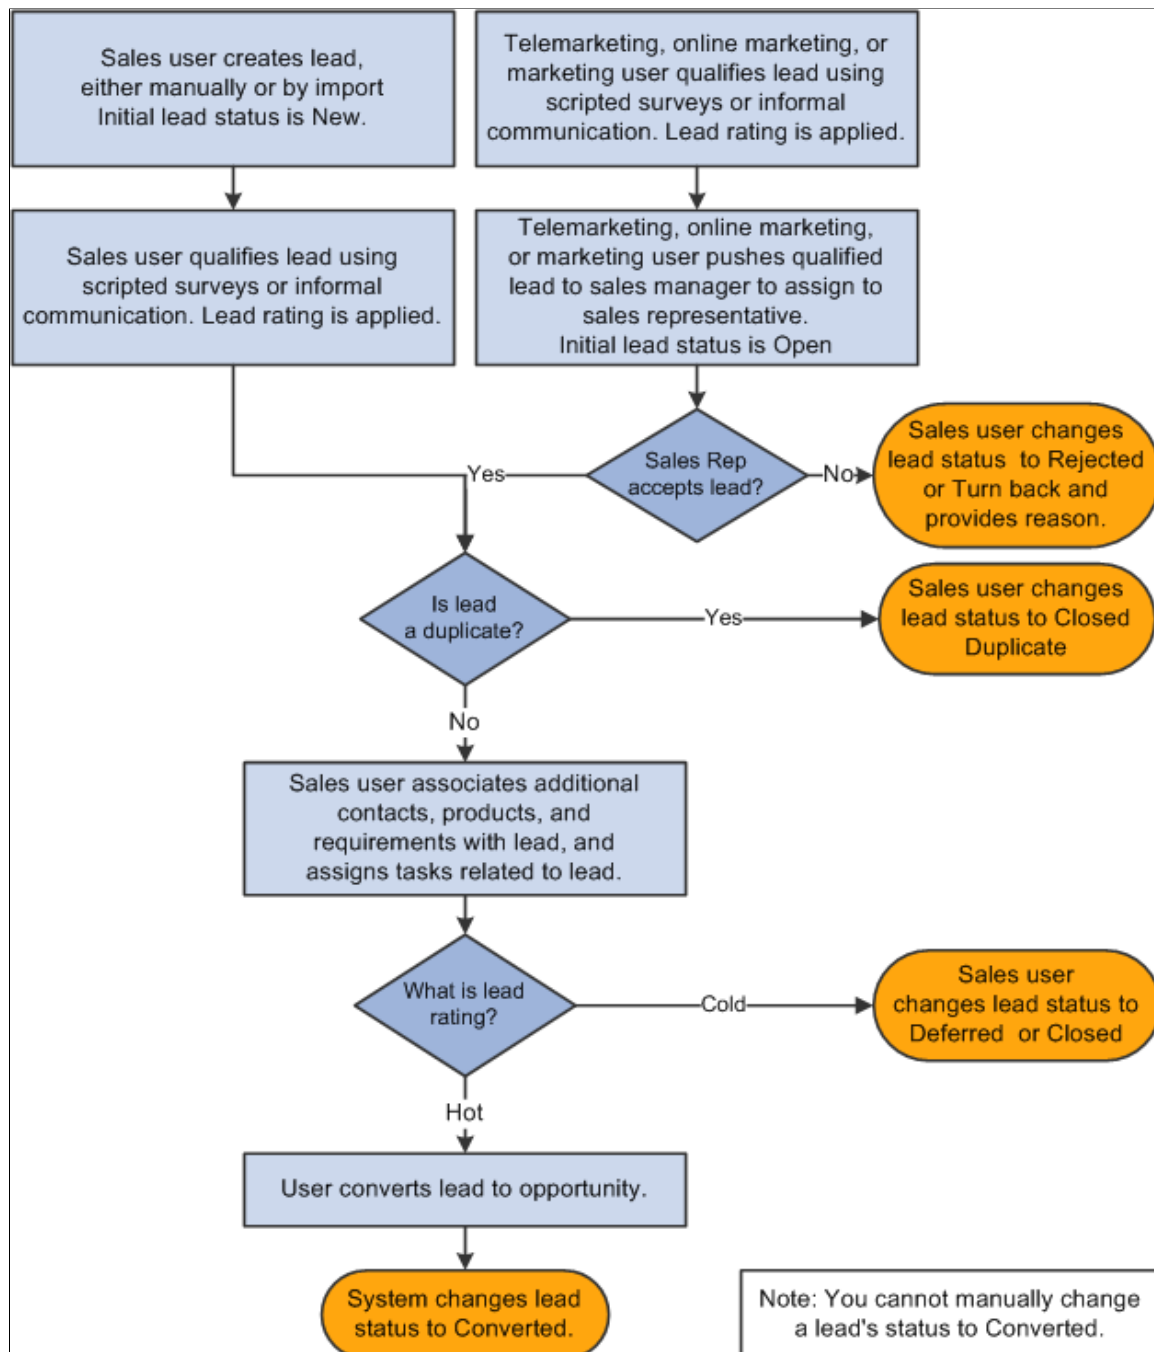 Sales user creates lead,
either manually or by import
Initial lead status is New.
Telemarketing, online marketing, or
marketing user qualifies lead using
scripted surveys or informal
communication. Lead rating is applied.
Sales user qualifies lead using
scripted surveys or informal
communication. Lead rating is applied.
Telemarketing, online marketing,
or marketing user pushes qualified
lead to sales manager to assign to
sales representative.
Initial lead status is Open
Sales Rep
accepts lead?
Yes
No
Sales user changes
lead status to Rejected
or Turn back and
provides reason.
Is lead
a duplicate?
Yes
Sales user changes
lead status to Closed
Duplicate
No
Sales user associates additional
contacts, products, and
requirements with lead, and
assigns tasks related to lead.
What is lead
rating?
Cold
Sales user
changes lead status to
Deferred or Closed
Hot
User converts lead to opportunity.
System changes lead
status to Converted.
Note: You cannot manually change
a lead's status to Converted.